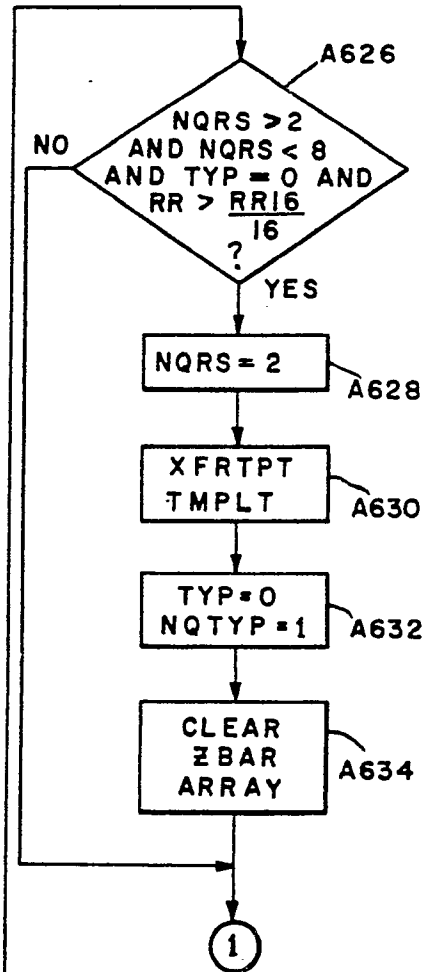 A626
NQRS > 2
AND NQRS < 8
AND TYP = 0 AND
RR > RR16
16
?
NO
YES
NQRS = 2
A628
XFRTPT
TMPLT
A630
TYP=0
NQTYP=1
A632
CLEAR
ZBAR
ARRAY
A634
1